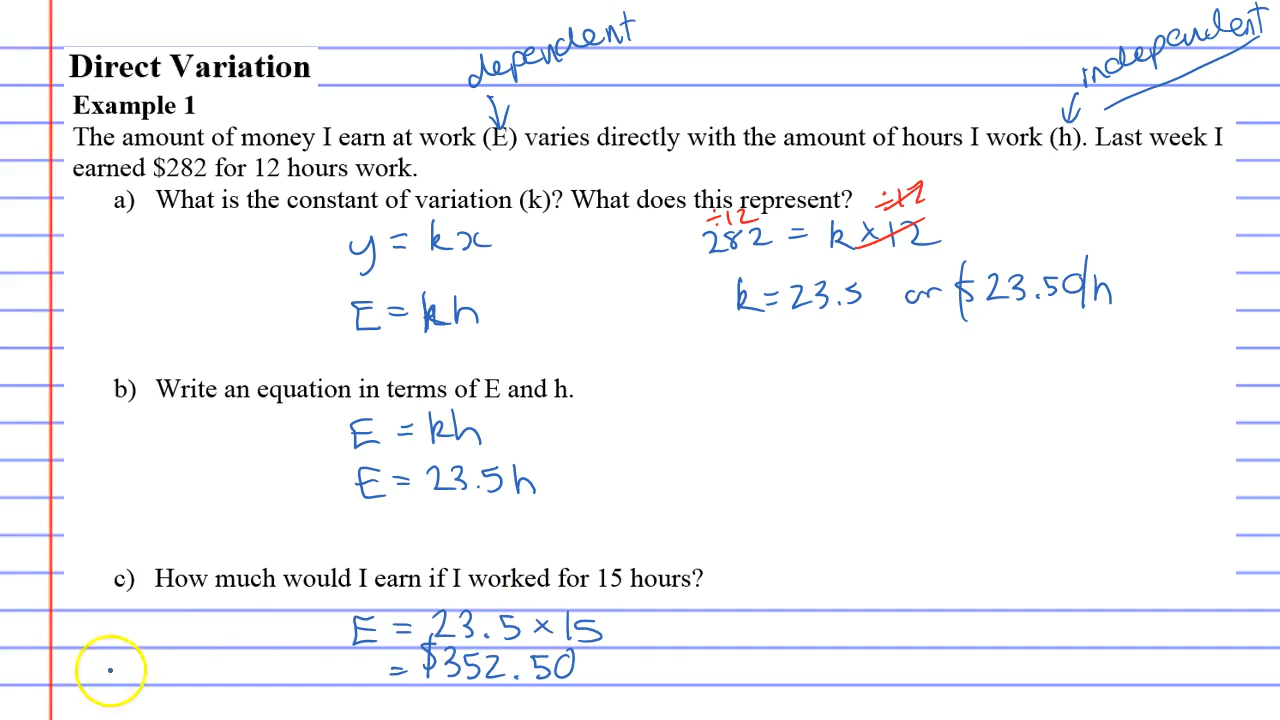 dependent
independent
Direct Variation
Example 1
The amount of money I earn at work (E) varies directly with the amount of hours I work (h). Last week I
earned $282 for 12 hours work.
a) What is the constant of variation (k)? What does this represent?
÷12 ÷12
y = kx
282 = k × 12
E = kh
k = 23.5 or $23.50/h
b) Write an equation in terms of E and h.
E = kh
E = 23.5h
c) How much would I earn if I worked for 15 hours?
E = 23.5 × 15
= $352.50